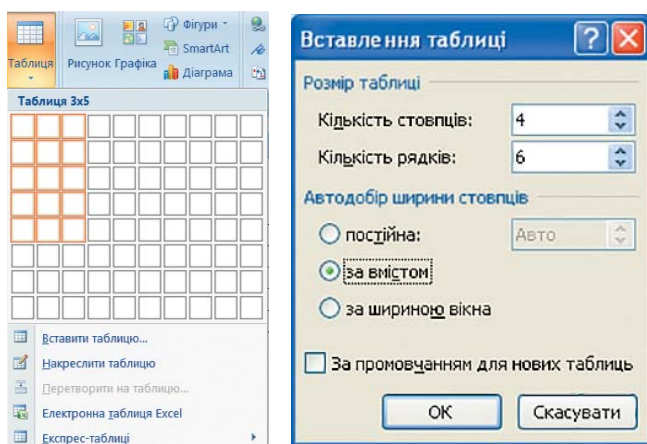 Таблиця
Рисунок
Графіка
Фігури
SmartArt
Діаграма
Таблиця 3x5
Вставити таблицю...
Накреслити таблицю
Перетворити на таблицю...
Електронна таблиця Excel
Експрес-таблиці
Вставлення таблиці
Розмір таблиці
Кількість стовпців: 4
Кількість рядків: 6
Автодобір ширини стовпців
постійна: Авто
за вмістом
за шириною вікна
За промовчанням для нових таблиць
ОК Скасувати